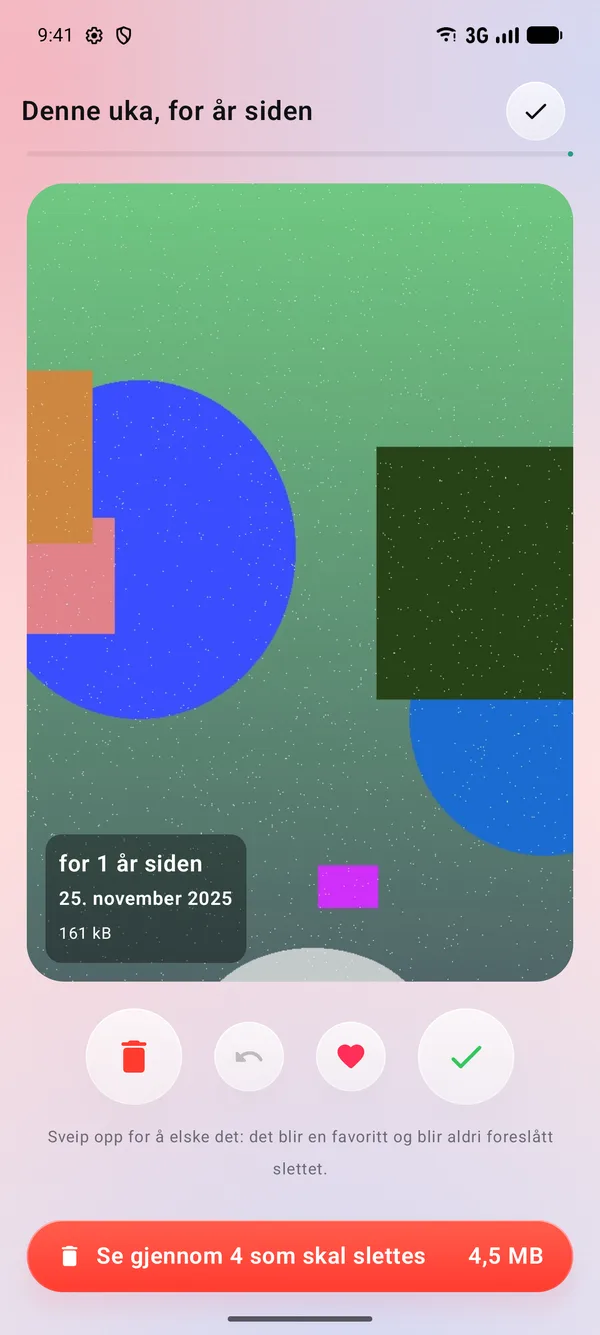 9:41
3G
Denne uka, for år siden
for 1 år siden
25. november 2025
161 kB
Sveip opp for å elske det: det blir en favoritt og blir aldri foreslått
slettet.
Se gjennom 4 som skal slettes 4,5 MB